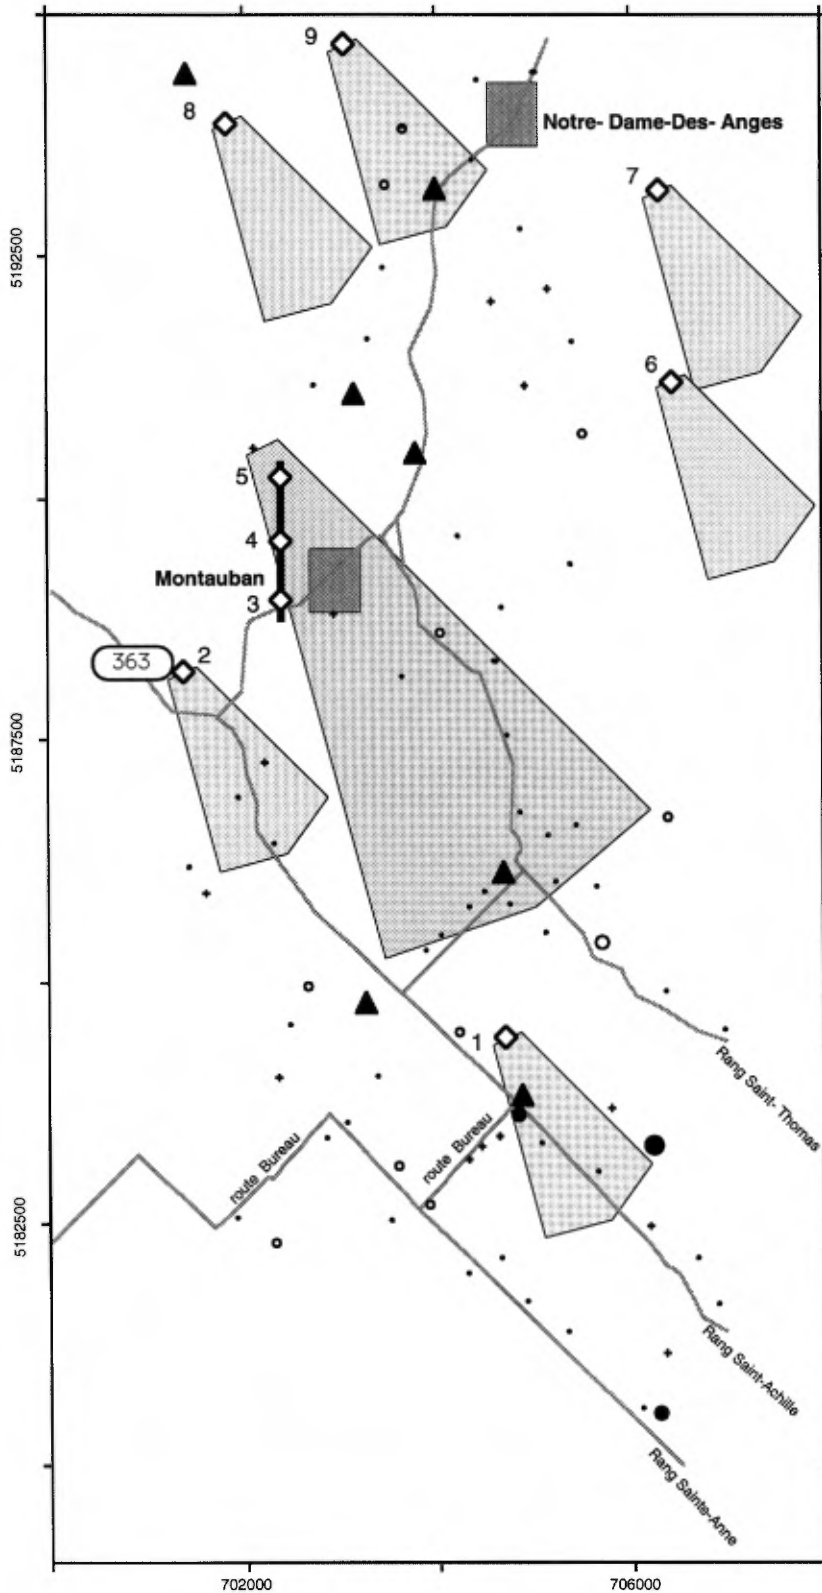 9
8
Notre- Dame-Des- Anges
7
5192500
6
5
4
Montauban
3
363
2
5187500
1
Rang Saint- Thomas
route Bureau
route Bureau
5182500
Rang Saint-Achille
Rang Sainte-Anne
702000
706000